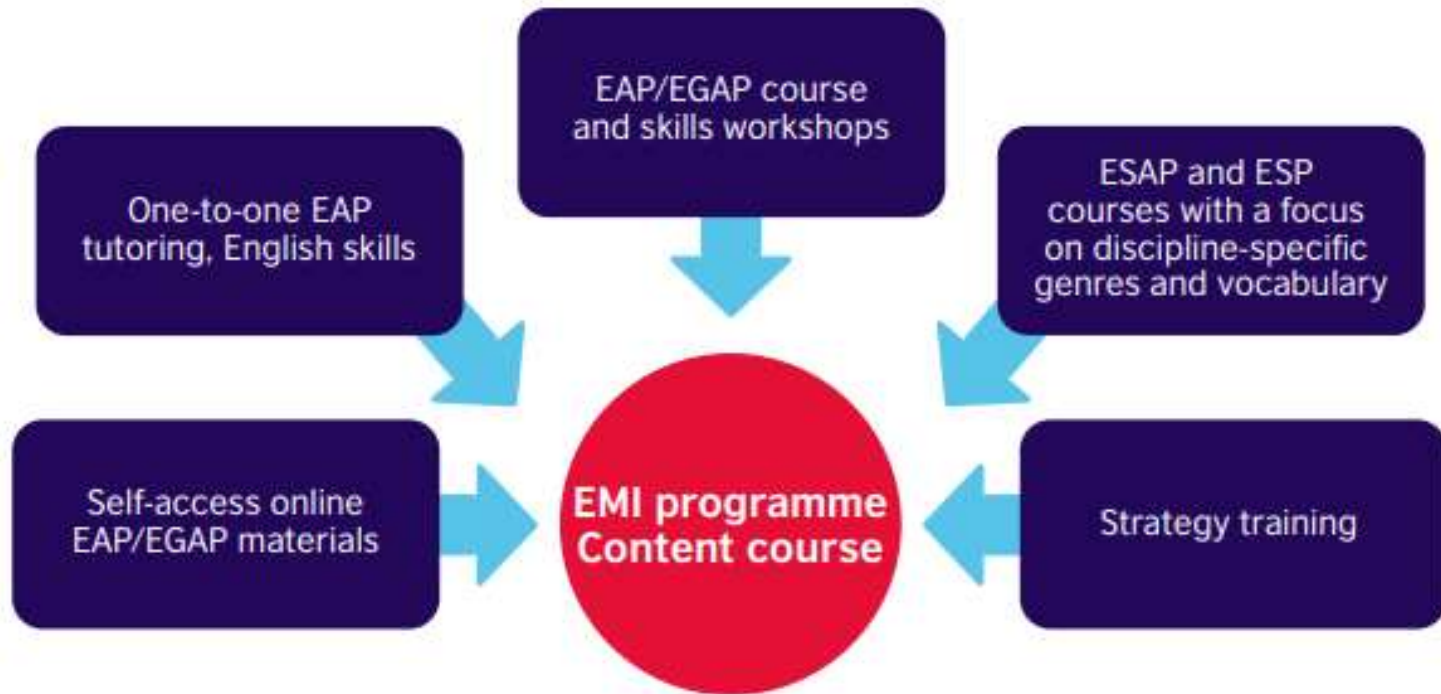 EAP/EGAP course
and skills workshops
One-to-one EAP
tutoring, English skills
ESAP and ESP
courses with a focus
on discipline-specific
genres and vocabulary
Self-access online
EAP/EGAP materials
EMI programme
Content course
Strategy training